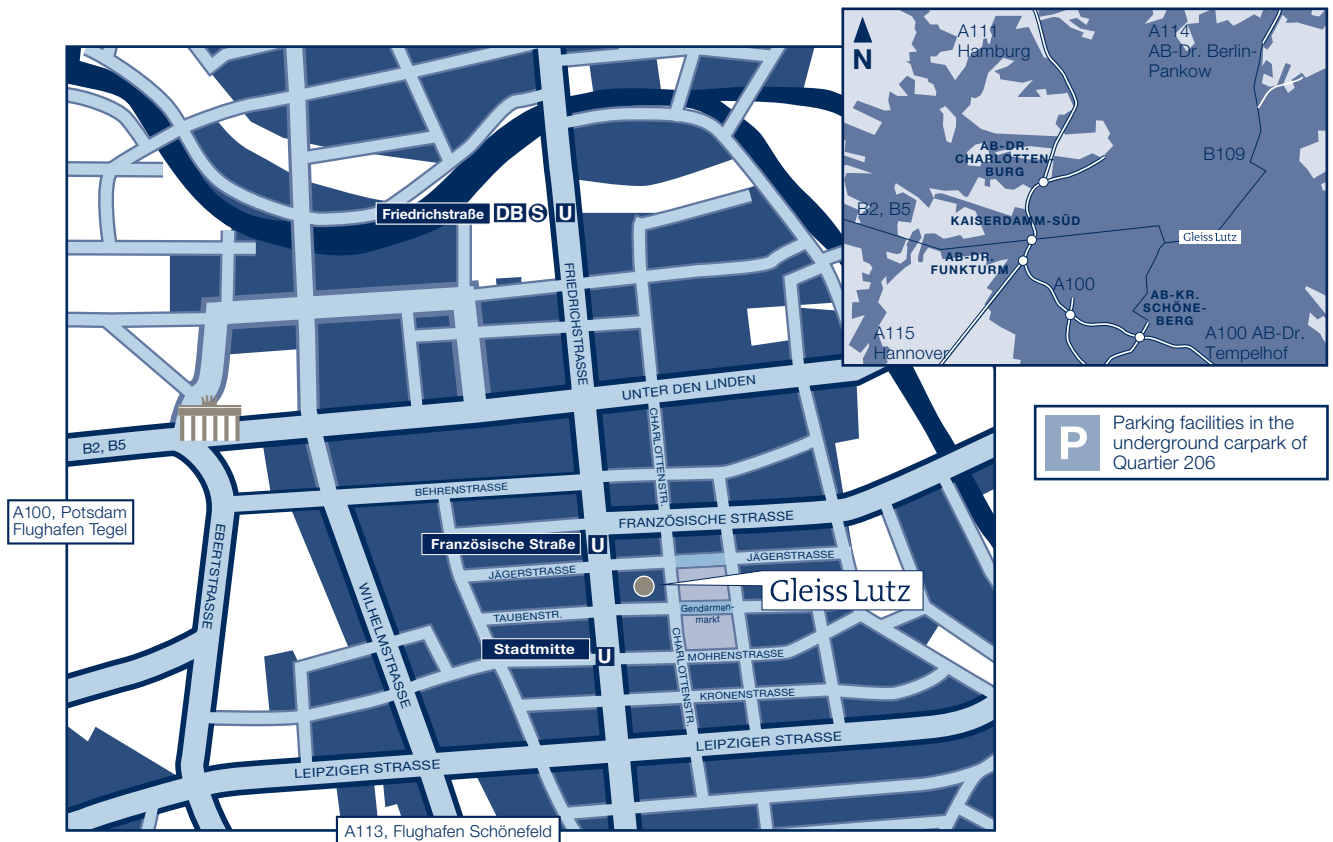 A111
Hamburg
A114
AB-Dr. Berlin-
Pankow
N
AB-DR.
CHARLOTTEN-
BURG
B109
B2, B5
KAISERDAMM-SÜD
Gleiss Lutz
AB-DR.
FUNKTURM
A100
AB-KR.
SCHÖNE-
BERG
A115
Hannover
A100 AB-Dr.
Tempelhof
Friedrichstraße DB S U
FRIEDRICHSTRASSE
UNTER DEN LINDEN
B2, B5
CHARLOTTENSTR.
P
Parking facilities in the
underground carpark of
Quartier 206
BEHRENSTRASSE
A100, Potsdam
Flughafen Tegel
FRANZÖSISCHE STRASSE
EBERTSTRASSE
Französische Straße U
JÄGERSTRASSE
JÄGERSTRASSE
WILHELMSTRASSE
Gleiss Lutz
TAUBENSTR.
Gendarmen-
markt
Stadtmitte U
CHARLOTTENSTR.
MOHRENSTRASSE
KRONENSTRASSE
LEIPZIGER STRASSE
LEIPZIGER STRASSE
A113, Flughafen Schönefeld